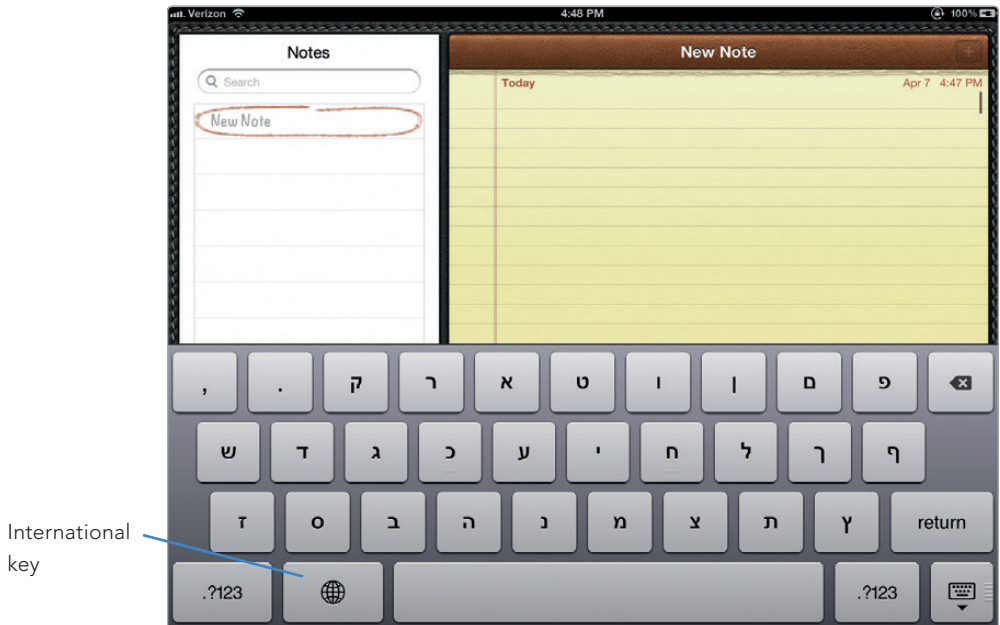 Verizon 4:48 PM 100%
Notes
New Note
Search
Today Apr 7 4:47 PM
New Note
, . ק ר א ט ו ן ם פ
ש ד ג כ ע י ח ל ך ף
ז ס ב ה נ מ צ ת ץ return
International
key
.?123 .?123